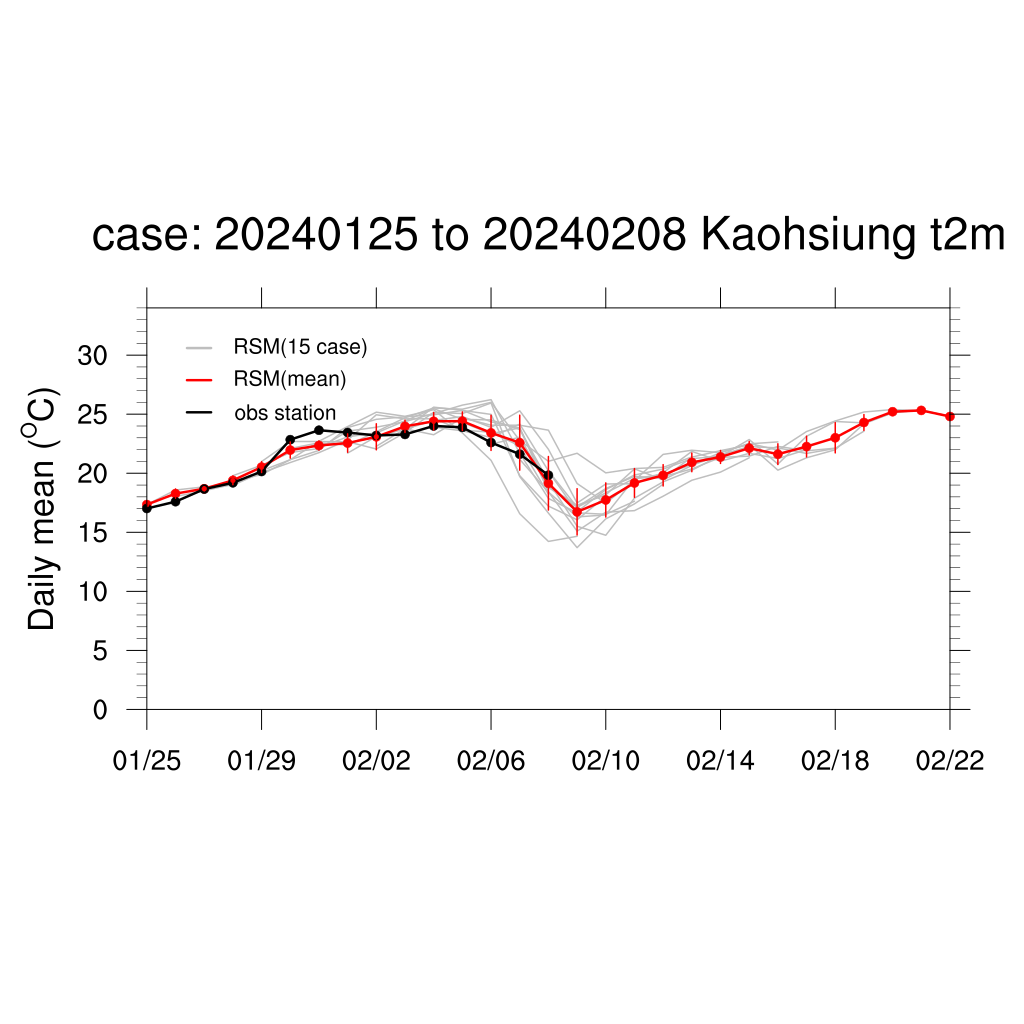 case: 20240125 to 20240208 Kaohsiung t2m
RSM(15 case)
RSM(mean)
obs station
Daily mean (OC)
30
25
20
15
10
5
0
01/25 01/29 02/02 02/06 02/10 02/14 02/18 02/22